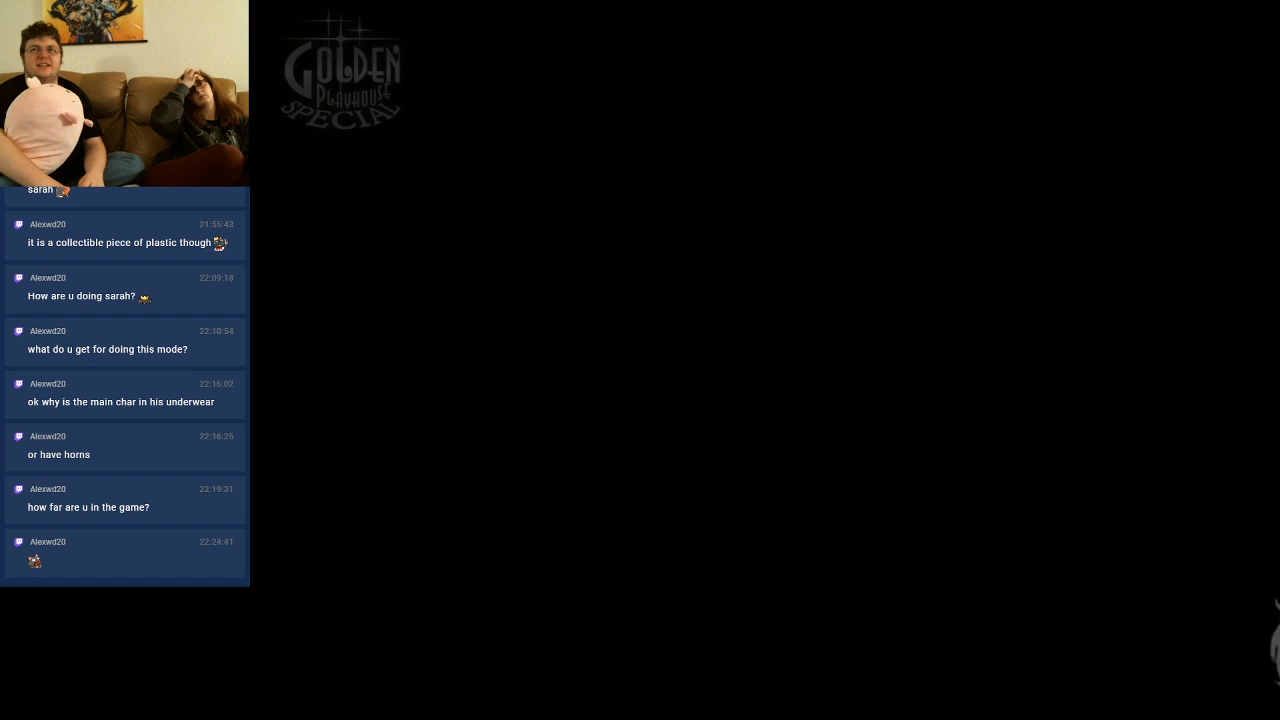 GOLDEN
PLAYHOUSE
SPECIAL
sarah
Alexwd20 21:55:43
it is a collectible piece of plastic though
Alexwd20 22:09:18
How are u doing sarah?
Alexwd20 22:10:54
what do u get for doing this mode?
Alexwd20 22:16:02
ok why is the main char in his underwear
Alexwd20 22:16:25
or have horns
Alexwd20 22:19:31
how far are u in the game?
Alexwd20 22:24:41